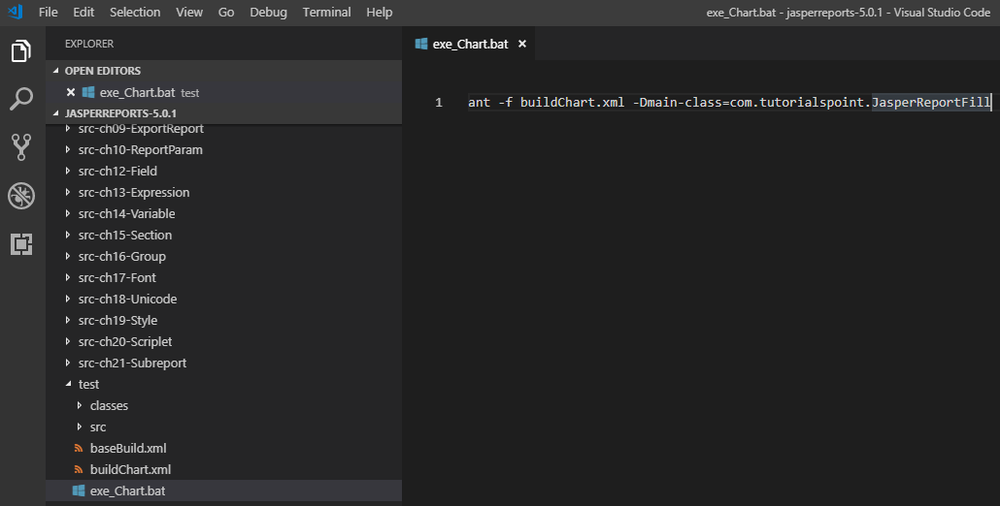 File Edit Selection View Go Debug Terminal Help exe_Chart.bat - jasperreports-5.0.1 - Visual Studio Code
EXPLORER
OPEN EDITORS
exe_Chart.bat test
JASPERREPORTS-5.0.1
src-ch09-ExportReport
src-ch10-ReportParam
src-ch12-Field
src-ch13-Expression
src-ch14-Variable
src-ch15-Section
src-ch16-Group
src-ch17-Font
src-ch18-Unicode
src-ch19-Style
src-ch20-Scriplet
src-ch21-Subreport
test
classes
src
baseBuild.xml
buildChart.xml
exe_Chart.bat
exe_Chart.bat
1 ant -f buildChart.xml -Dmain-class=com.tutorialspoint.JasperReportFill